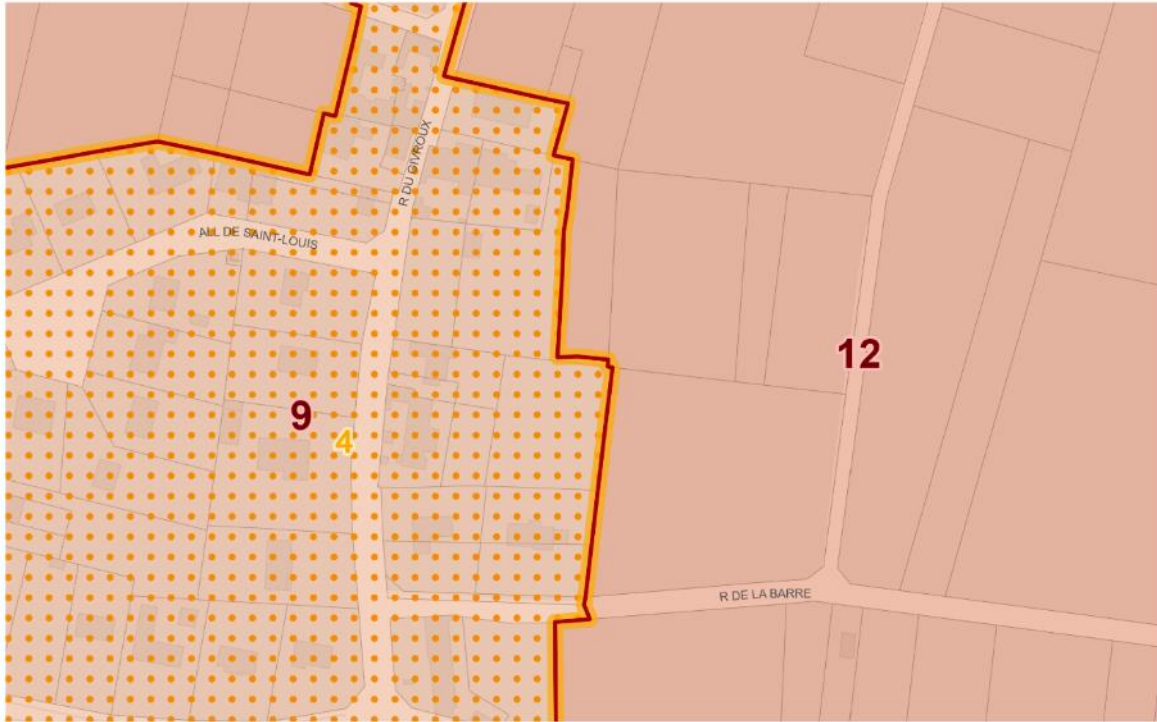 R DU GIVROUX
ALL DE SAINT-LOUIS
12
9
4
R DE LA BARRE